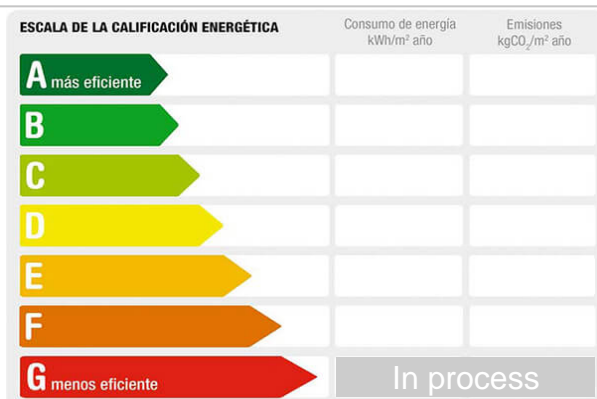 ESCALA DE LA CALIFICACIÓN ENERGÉTICA
Consumo de energía
kWh/m² año
Emisiones
kgCO₂/m² año
A más eficiente
B
C
D
E
F
G menos eficiente
In process